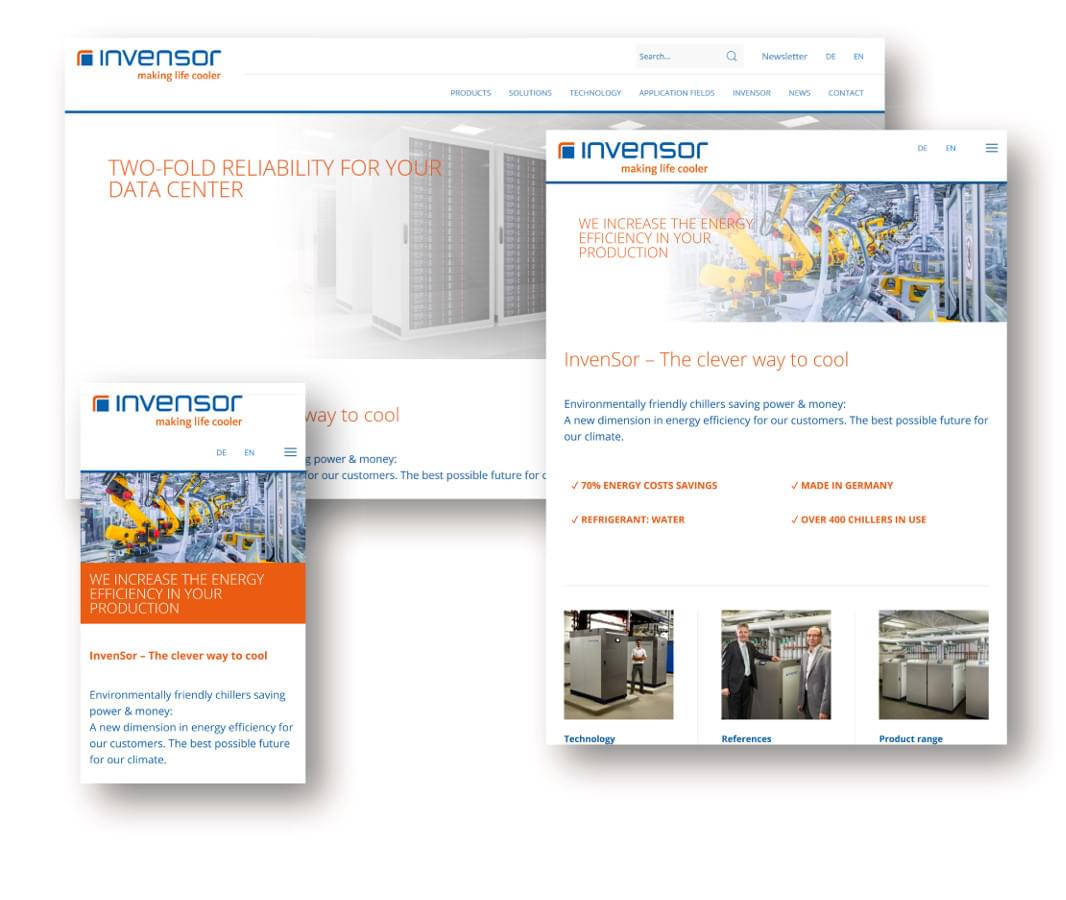 InVensor
making life cooler
Search...
Newsletter DE EN
PRODUCTS SOLUTIONS TECHNOLOGY APPLICATION FIELDS INVENSOR NEWS CONTACT
TWO-FOLD RELIABILITY FOR YOUR
DATA CENTER
way to cool
g power & money:
for our customers. The best possible future for c
InVensor
making life cooler
DE EN
WE INCREASE THE ENERGY
EFFICIENCY IN YOUR
PRODUCTION
InvenSor – The clever way to cool
Environmentally friendly chillers saving power & money:
A new dimension in energy efficiency for our customers. The best possible future for
our climate.
✓ 70% ENERGY COSTS SAVINGS
✓ MADE IN GERMANY
✓ REFRIGERANT: WATER
✓ OVER 400 CHILLERS IN USE
Technology
References
Product range
InVensor
making life cooler
DE EN
WE INCREASE THE ENERGY
EFFICIENCY IN YOUR
PRODUCTION
InvenSor – The clever way to cool
Environmentally friendly chillers saving
power & money:
A new dimension in energy efficiency for
our customers. The best possible future
for our climate.